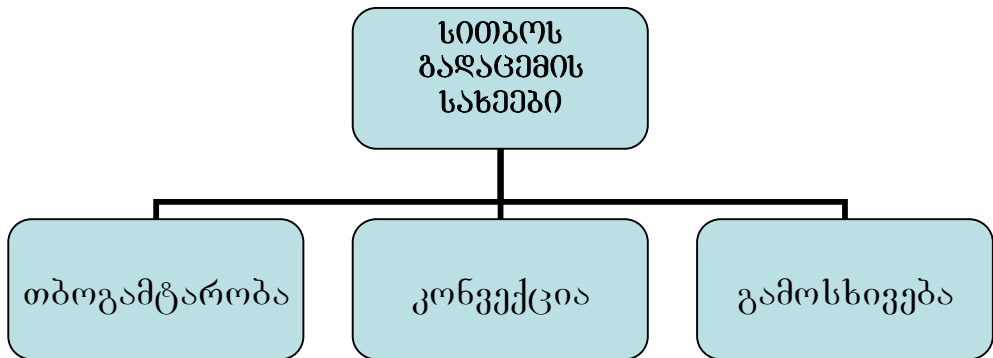 სითბოს
გადაცემის
სახეები
თბოგამტარობა
კონვექცია
გამოსხივება